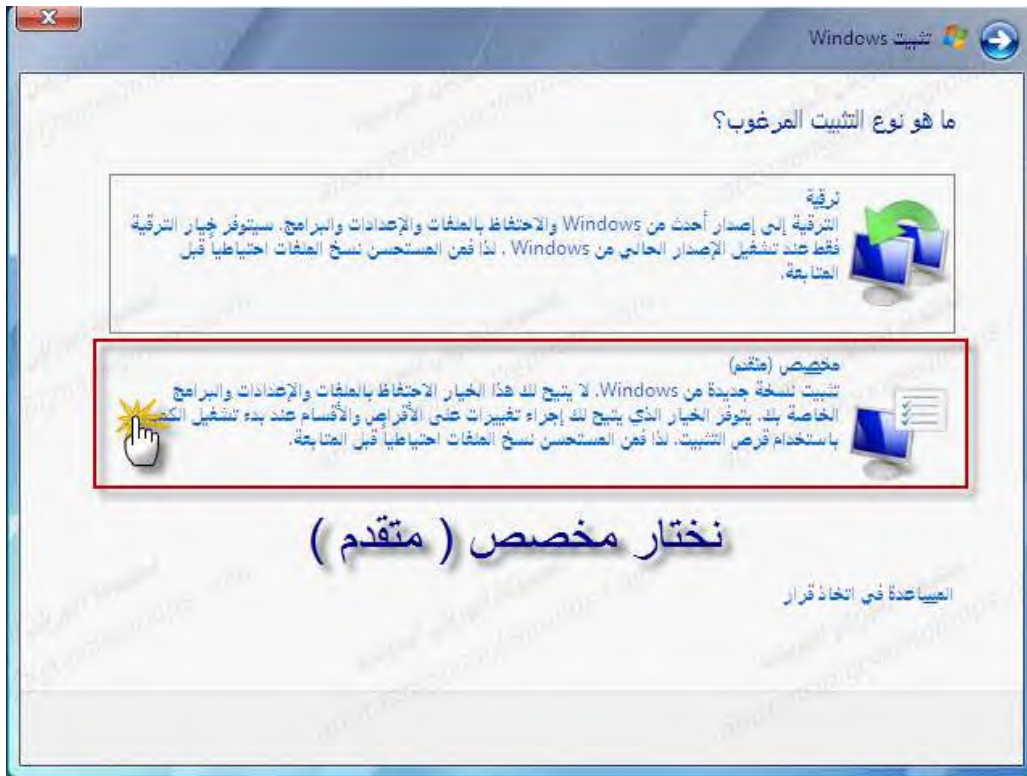 تثبيت Windows
ما هو نوع التثبيت المرغوب؟
ترقية
الترقية إلى إصدار أحدث من Windows والاحتفاظ بالملفات والإعدادات والبرامج. سيتوفر خيار الترقية
فقط عند تشغيل الإصدار الحالي من Windows . لذا فمن المستحسن نسخ الملفات احتياطياً قبل
المتابعة.
مخصص (متقدم)
تثبيت نسخة جديدة من Windows. لا يتيح لك هذا الخيار الاحتفاظ بالملفات والإعدادات والبرامج
الخاصة بك. يتوفر الخيار الذي يتيح لك إجراء تغييرات على الأقراص والأقسام عند بدء تشغيل
باستخدام قرص التثبيت. لذا فمن المستحسن نسخ الملفات احتياطياً قبل المتابعة.
نختار مخصص ( متقدم )
المساعدة في اتخاذ قرار